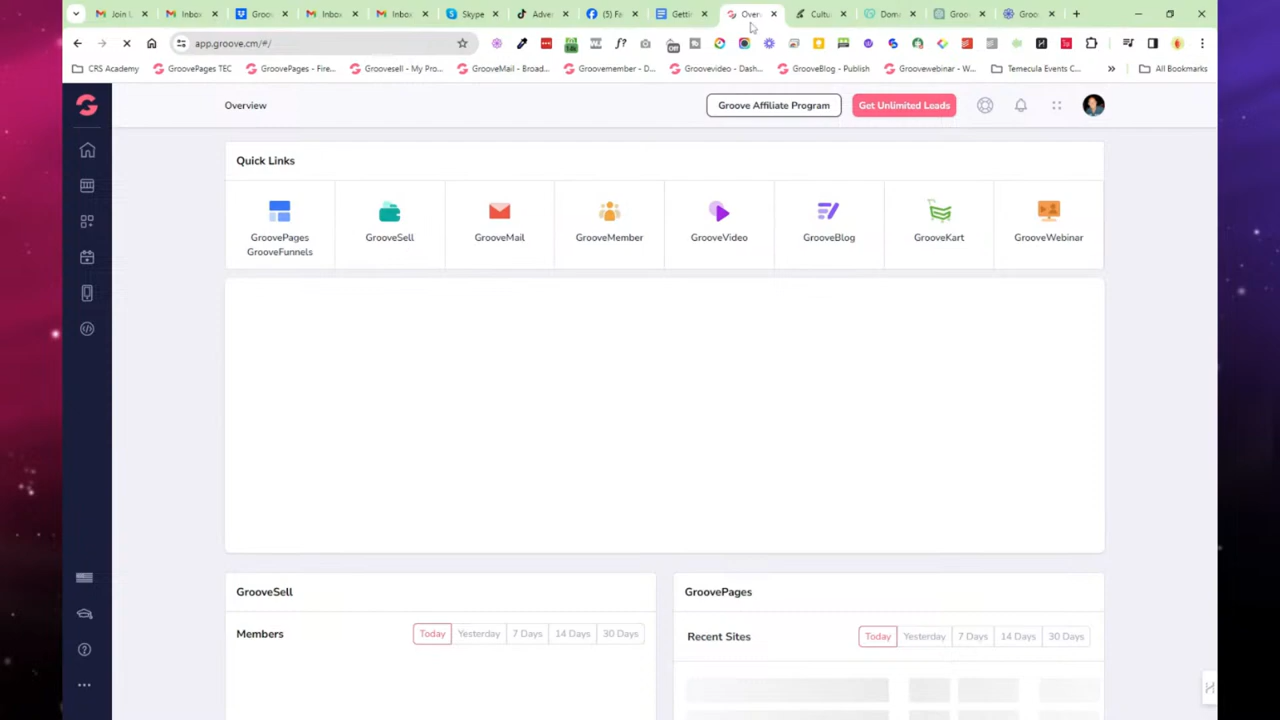 Join I.
Inbox
Groo
Inbox
Inbox
Skype
Adver
(5) Fi
Getti
Over
Cultu
Dom
Groo
Groo
app.groove.cm/#/
CRS Academy
GroovePages TEC
GroovePages - Fire...
Groovesell - My Pro...
GrooveMail - Broad...
Groovemember - D...
Groovevideo - Dash...
GrooveBlog - Publish
Groovewebinar - W...
Temecula Events C...
»
All Bookmarks
Overview
Groove Affiliate Program
Get Unlimited Leads
Quick Links
GroovePages
GrooveFunnels
GrooveSell
GrooveMail
GrooveMember
GrooveVideo
GrooveBlog
GrooveKart
GrooveWebinar
GrooveSell
GroovePages
Members
Today
Yesterday
7 Days
14 Days
30 Days
Recent Sites
Today
Yesterday
7 Days
14 Days
30 Days